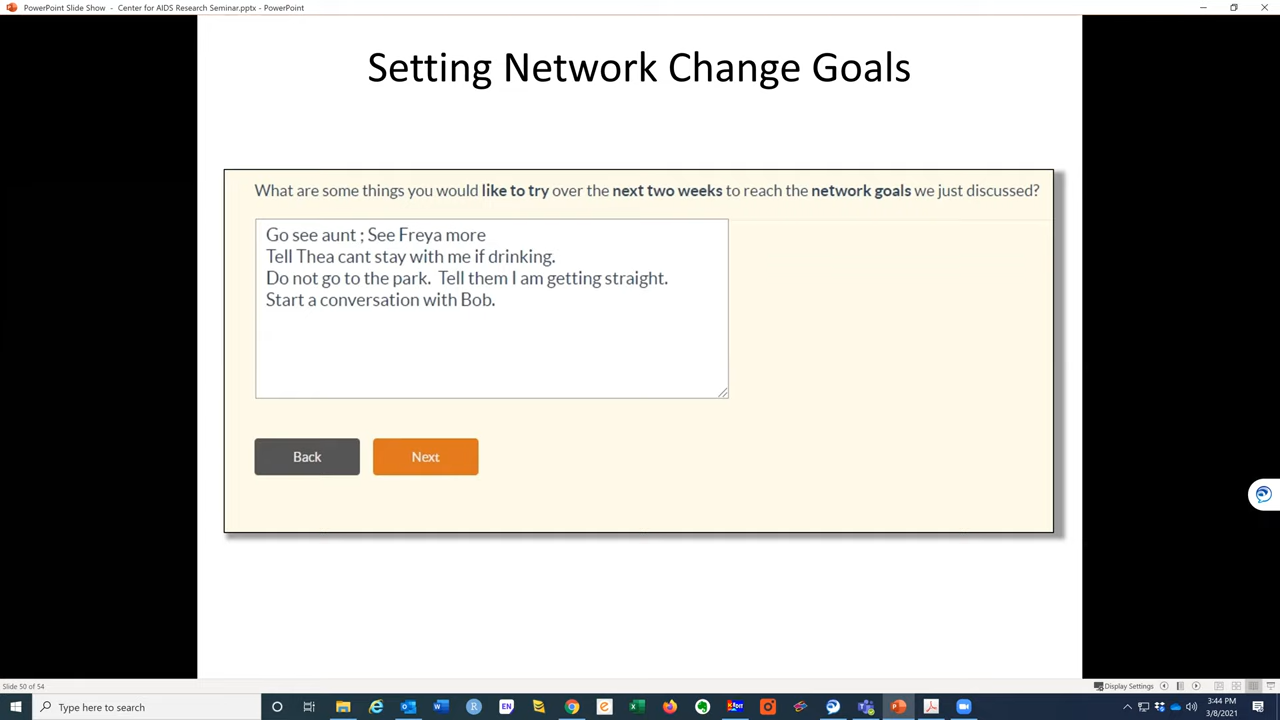 PowerPoint Slide Show - Center for AIDS Research Seminar.pptx - PowerPoint
Setting Network Change Goals
What are some things you would like to try over the next two weeks to reach the network goals we just discussed?
Go see aunt ; See Freya more
Tell Thea cant stay with me if drinking.
Do not go to the park. Tell them I am getting straight.
Start a conversation with Bob.
Back
Next
Slide 50 of 54
Display Settings
Type here to search
EN
3:44 PM
3/8/2021